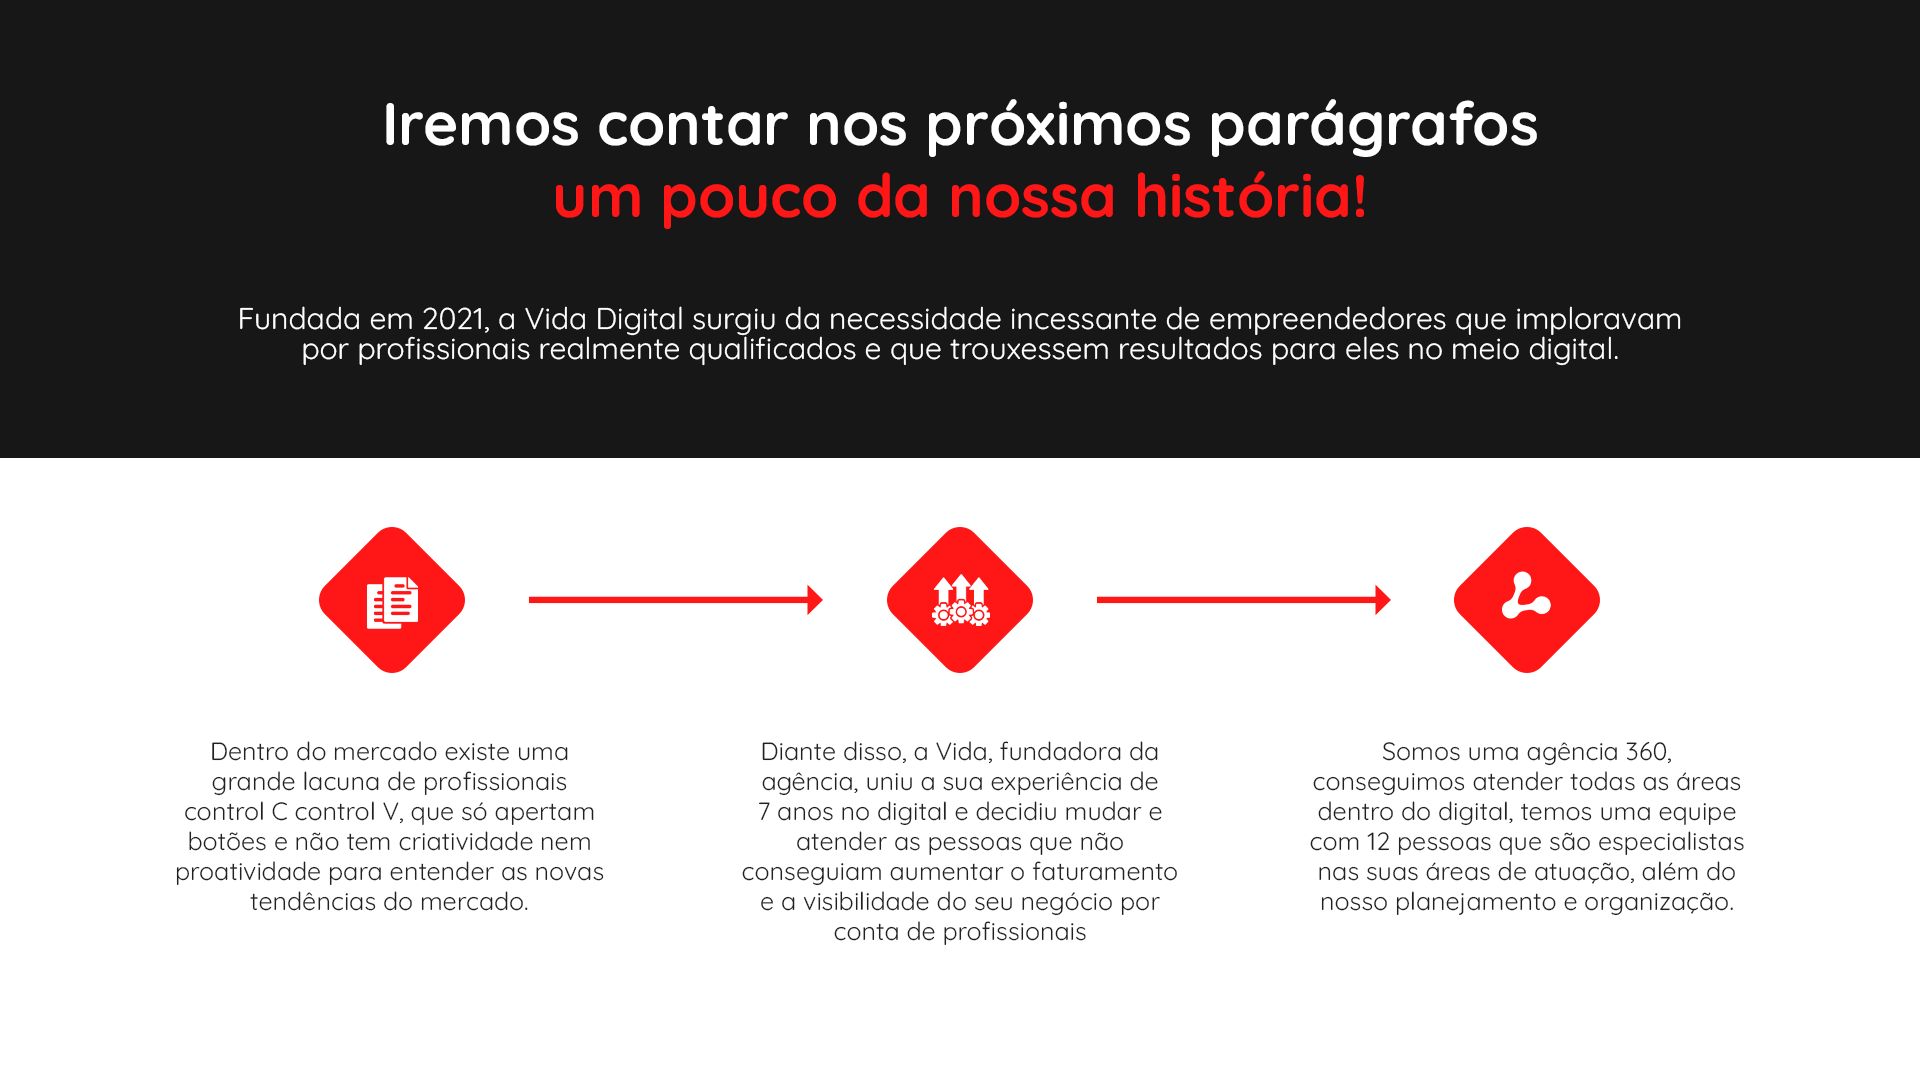 Iremos contar nos próximos parágrafos
um pouco da nossa história!
Fundada em 2021, a Vida Digital surgiu da necessidade incessante de empreendedores que imploravam
por profissionais realmente qualificados e que trouxessem resultados para eles no meio digital.
Dentro do mercado existe uma
grande lacuna de profissionais
control C control V, que só apertam
botões e não tem criatividade nem
proatividade para entender as novas
tendências do mercado.
Diante disso, a Vida, fundadora da
agência, uniu a sua experiência de
7 anos no digital e decidiu mudar e
atender as pessoas que não
conseguiam aumentar o faturamento
e a visibilidade do seu negócio por
conta de profissionais
Somos uma agência 360,
conseguimos atender todas as áreas
dentro do digital, temos uma equipe
com 12 pessoas que são especialistas
nas suas áreas de atuação, além do
nosso planejamento e organização.